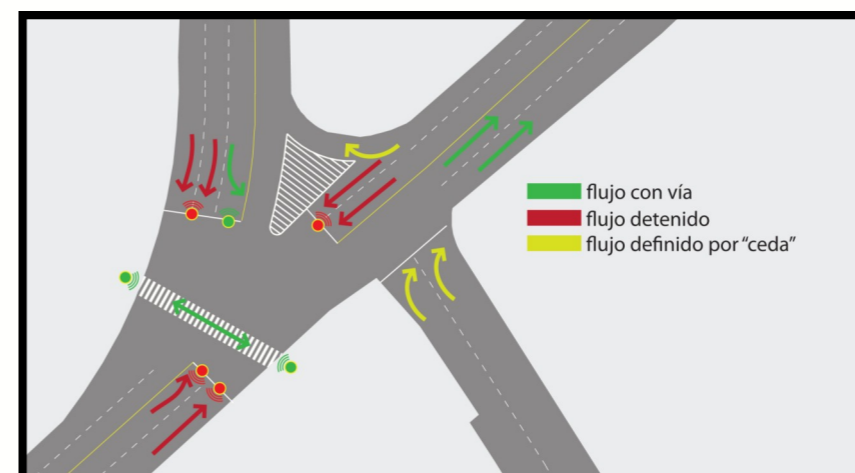 flujo con vía
flujo detenido
flujo definido por “ceda”